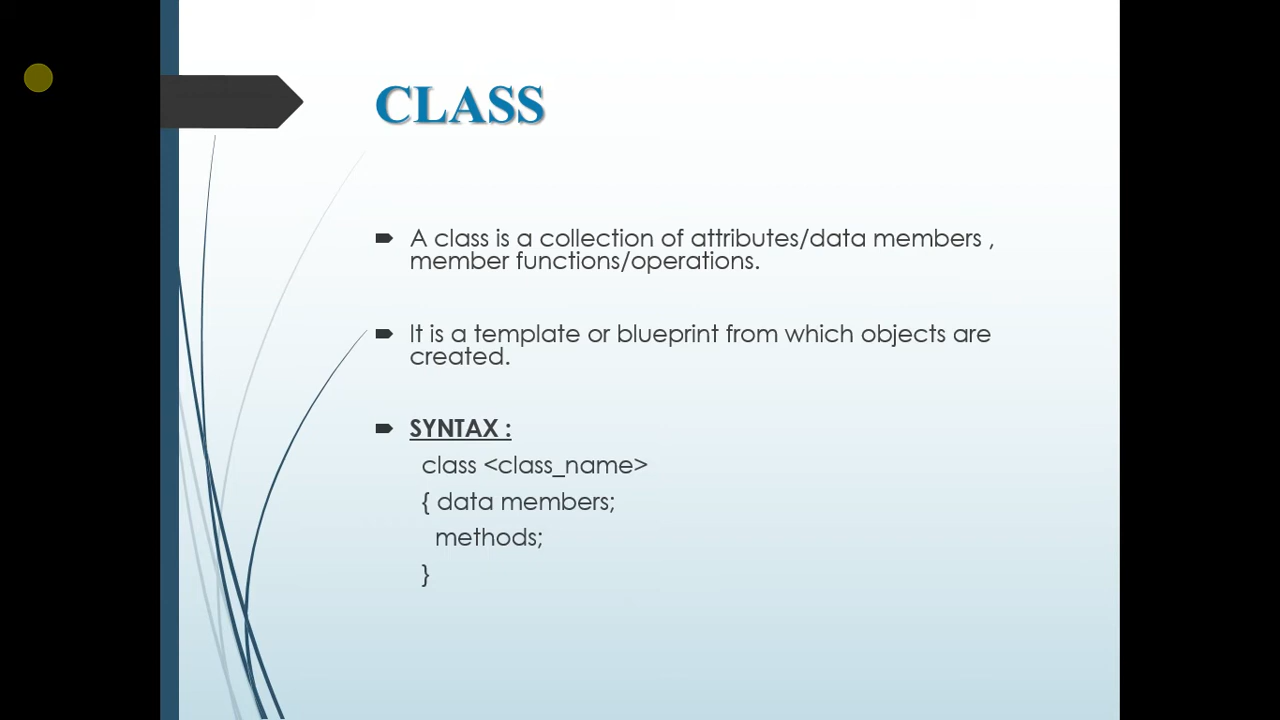 CLASS
A class is a collection of attributes/data members ,
member functions/operations.
It is a template or blueprint from which objects are
created.
SYNTAX :
class <class_name>
{ data members;
methods;
}